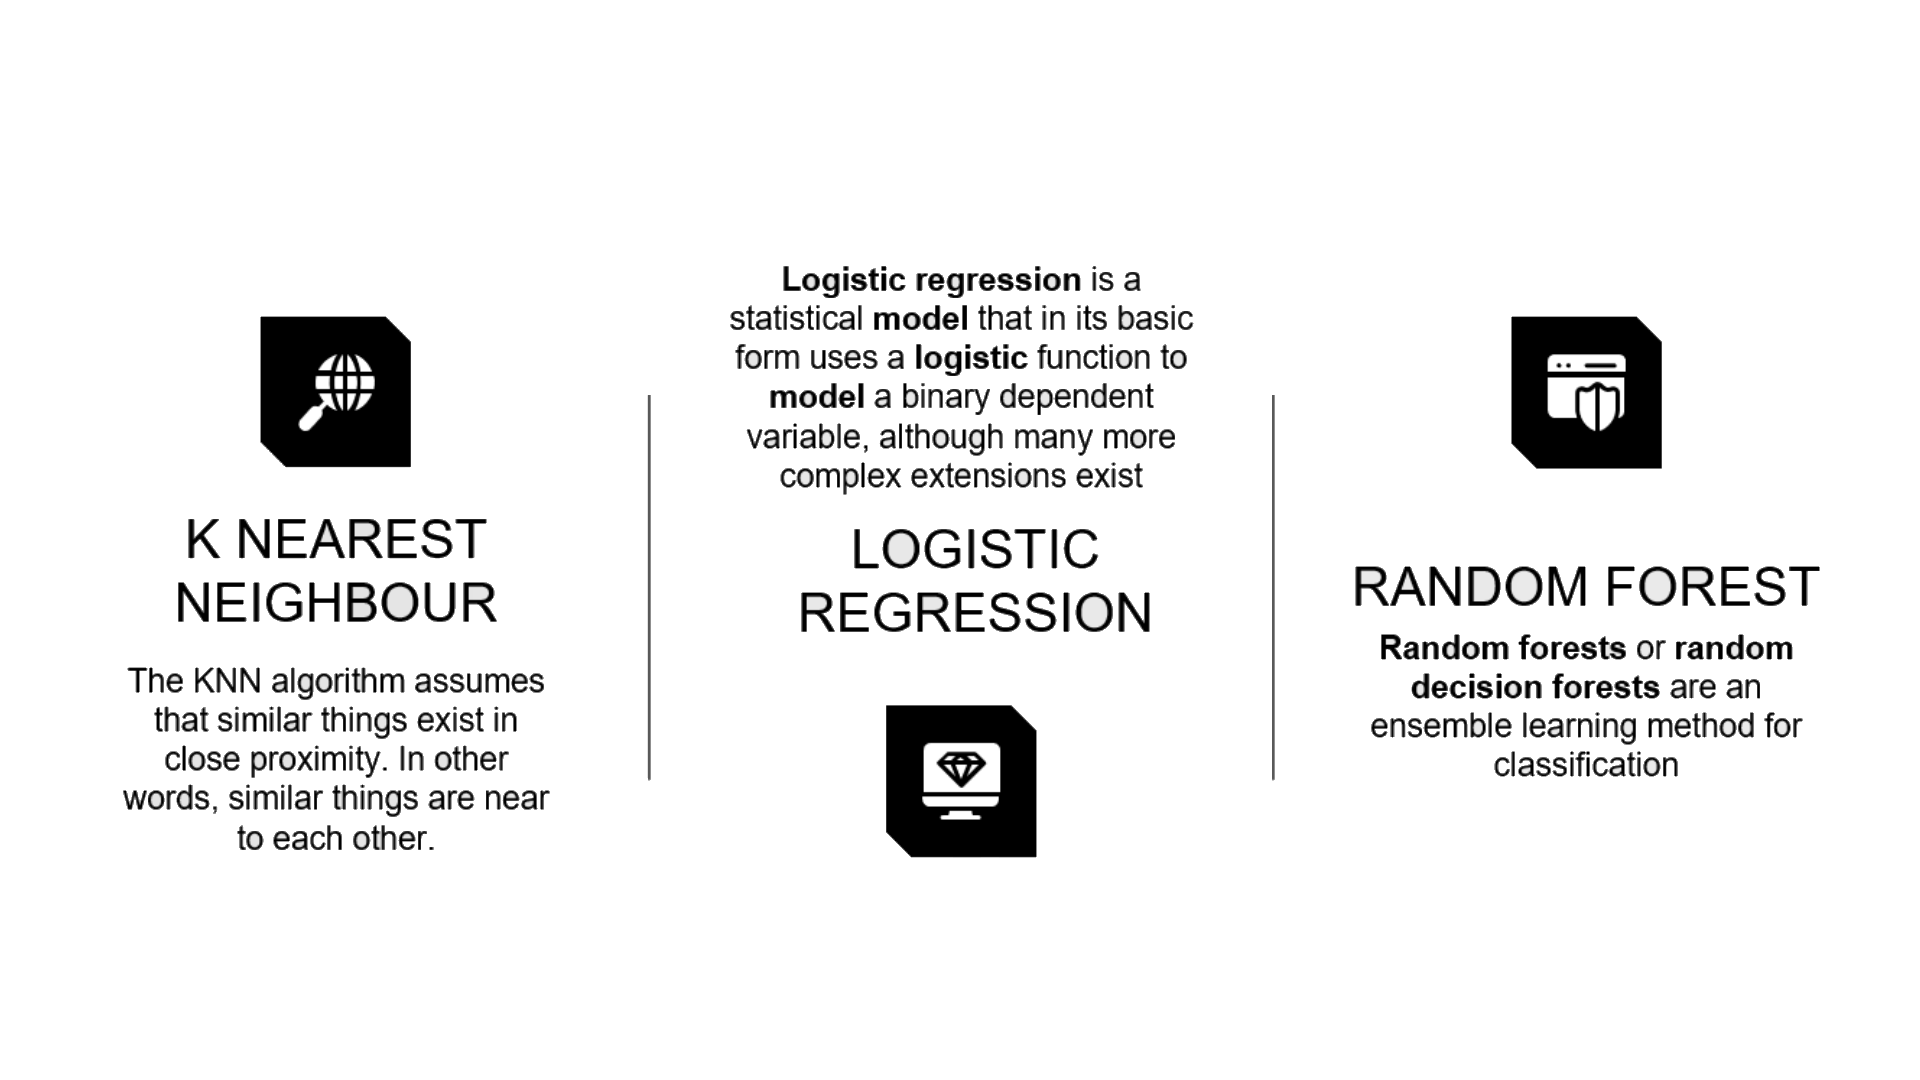 K NEAREST
NEIGHBOUR
The KNN algorithm assumes
that similar things exist in
close proximity. In other
words, similar things are near
to each other.
Logistic regression is a
statistical model that in its basic
form uses a logistic function to
model a binary dependent
variable, although many more
complex extensions exist
LOGISTIC
REGRESSION
RANDOM FOREST
Random forests or random
decision forests are an
ensemble learning method for
classification